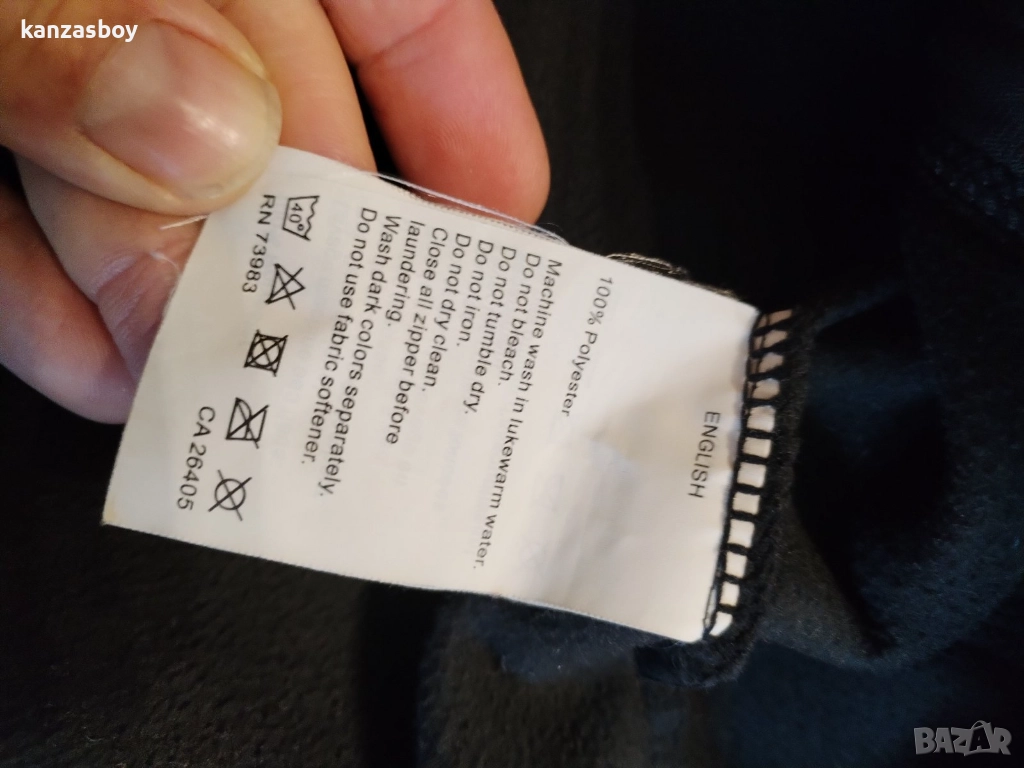 kanzasboy
ENGLISH
100% Polyester
Machine wash in lukewarm water.
Do not bleach.
Do not tumble dry.
Do not iron.
Do not dry clean.
Close all zipper before
laundering.
Wash dark colors separately.
Do not use fabric softener.
40°
RN 73983
CA 26405
BAZAR